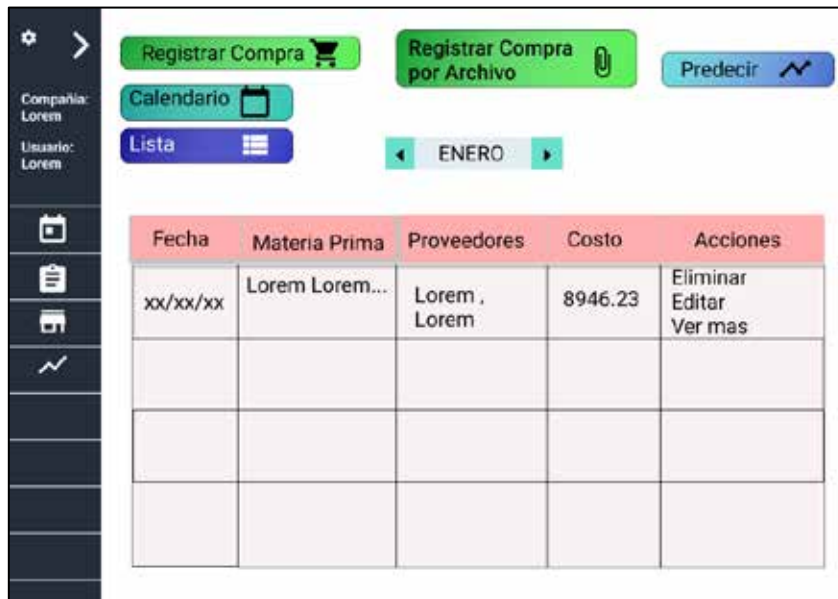 Compañia:
Lorem
Usuario:
Lorem
Registrar Compra
Registrar Compra
por Archivo
Predecir
Calendario
Lista
ENERO
Fecha Materia Prima Proveedores Costo Acciones
xx/xx/xx Lorem Lorem... Lorem , 8946.23 Eliminar
Lorem Editar
Ver mas